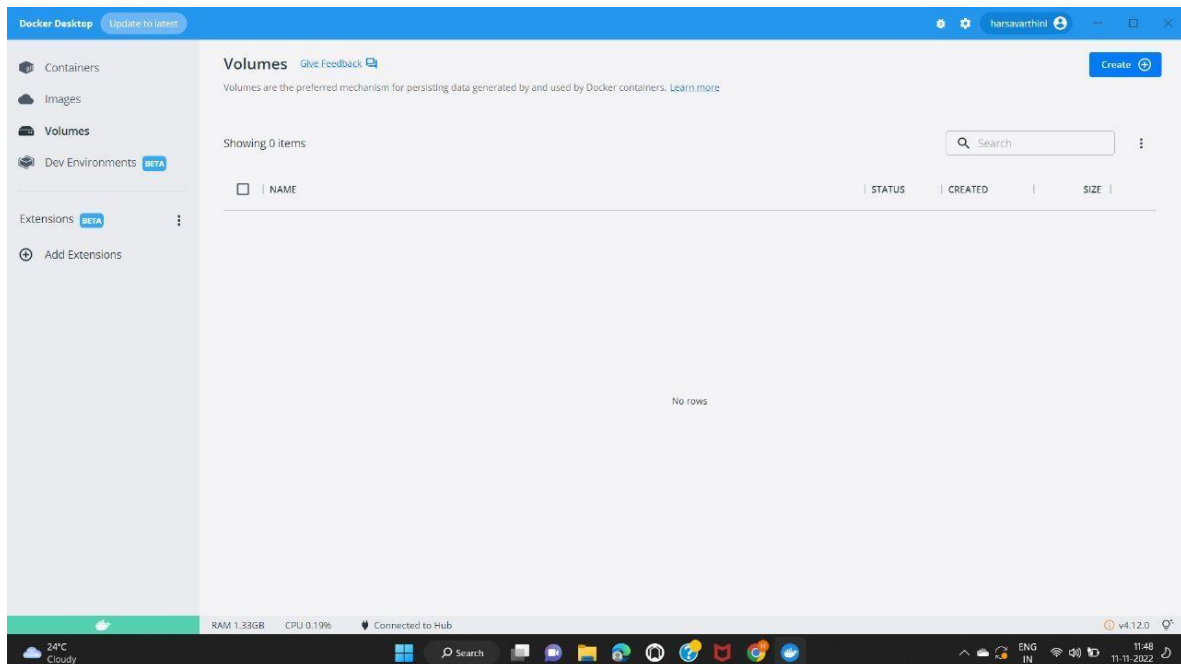 Docker Desktop Update to latest
harsavarthini
Containers
Images
Volumes
Dev Environments BETA
Extensions BETA
Add Extensions
Volumes Give Feedback
Create
Volumes are the preferred mechanism for persisting data generated by and used by Docker containers. Learn more
Showing 0 items
Search
NAME STATUS CREATED SIZE
No rows
RAM 1.33GB CPU 0.19% Connected to Hub
v4.12.0
24°C
Cloudy
Search
ENG
IN
11:48
11-11-2022